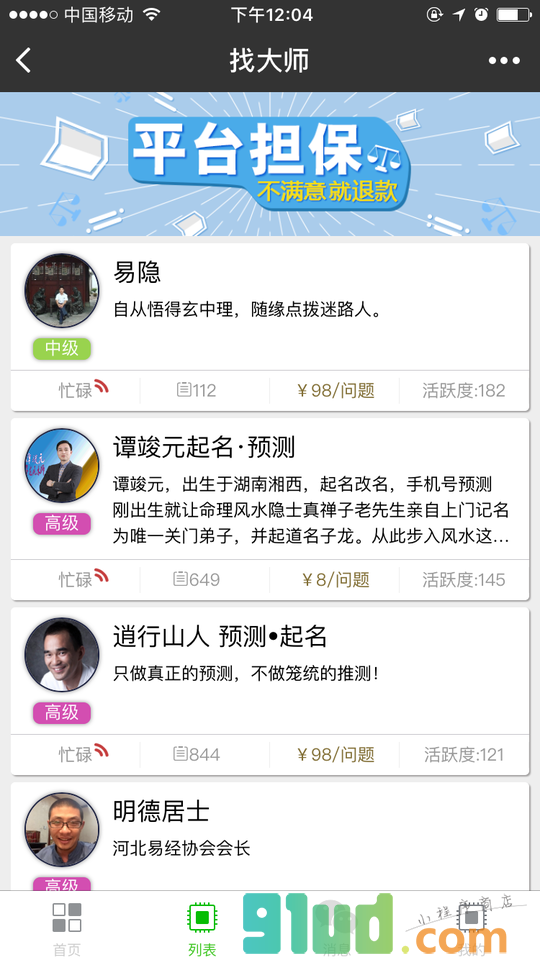 中国移动
下午12:04
找大师
平台担保
不满意就退款
易隐
自从悟得玄中理，随缘点拨迷路人。
中级
忙碌
112
￥98/问题
活跃度:182
谭竣元起名·预测
谭竣元，出生于湖南湘西，起名改名，手机号预测
刚出生就让命理风水隐士真禅子老先生亲自上门记名
为唯一关门弟子，并起道名子龙。从此步入风水这...
高级
忙碌
649
￥8/问题
活跃度:145
逍行山人 预测•起名
只做真正的预测，不做笼统的推测！
高级
忙碌
844
￥98/问题
活跃度:121
明德居士
河北易经协会会长
高级
首页
列表
消息
我的
91ud.com
小程序商店